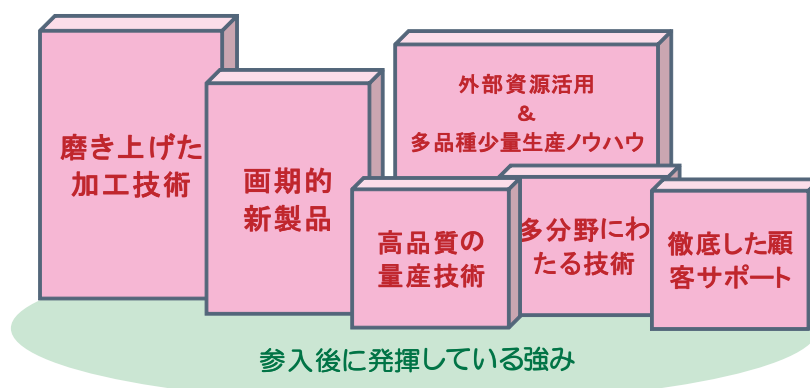 磨き上げた
加工技術
画期的
新製品
外部資源活用
&
多品種少量生産ノウハウ
高品質の
量産技術
多分野にわ
たる技術
徹底した顧
客サポート
参入後に発揮している強み